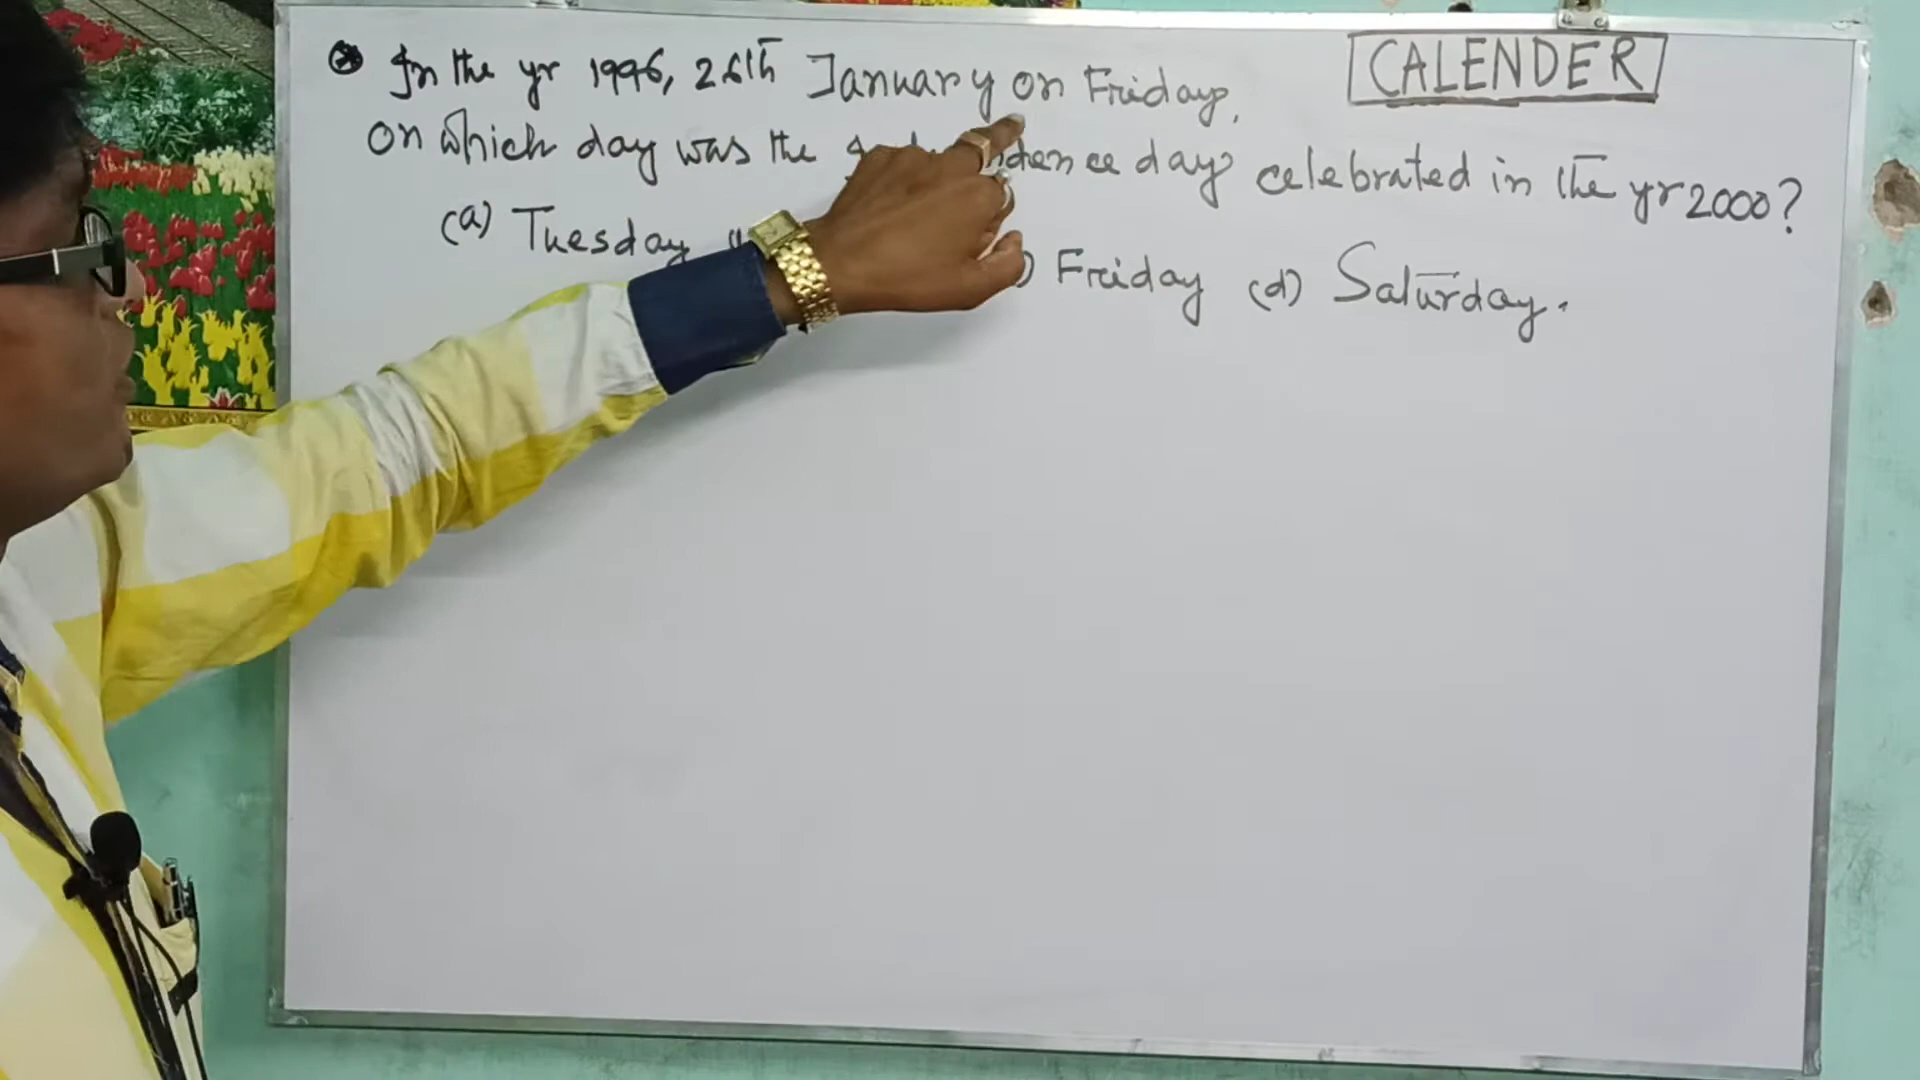 CALENDER
In the yr 1996, 26th January on Friday,
On which day was the day celebrated in the yr 2000?
(a) Tuesday Friday (d) Saturday.